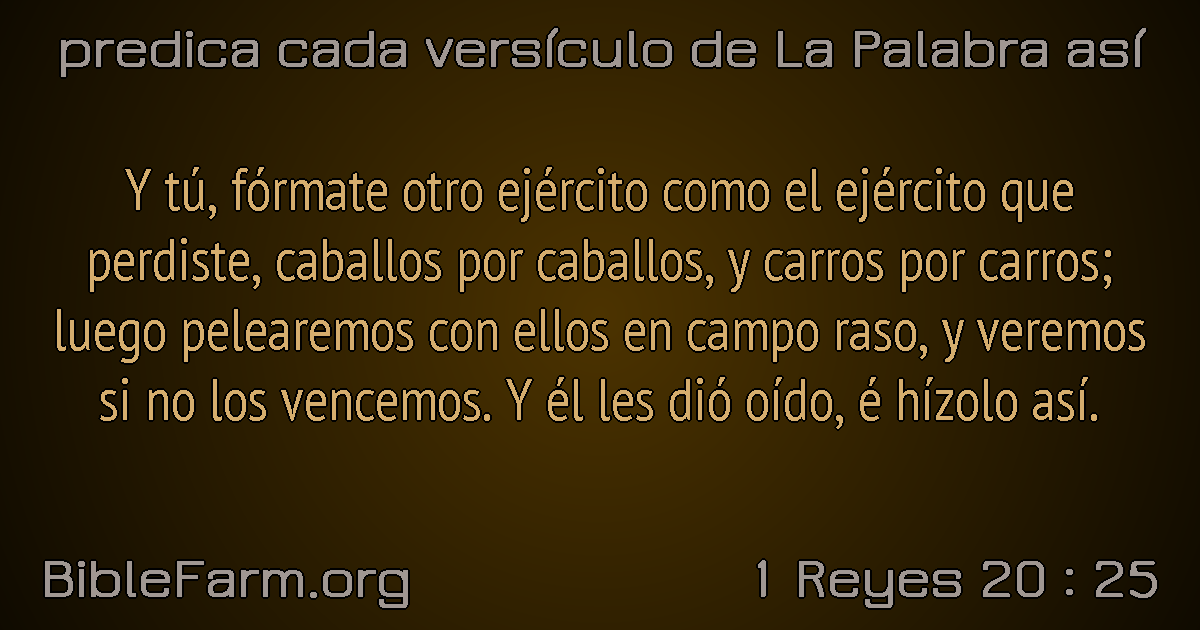 predica cada versículo de La Palabra así
Y tú, fórmate otro ejército como el ejército que
perdiste, caballos por caballos, y carros por carros;
luego pelearemos con ellos en campo raso, y veremos
si no los vencemos. Y él les dió oído, é hízolo así.
BibleFarm.org
1 Reyes 20 : 25